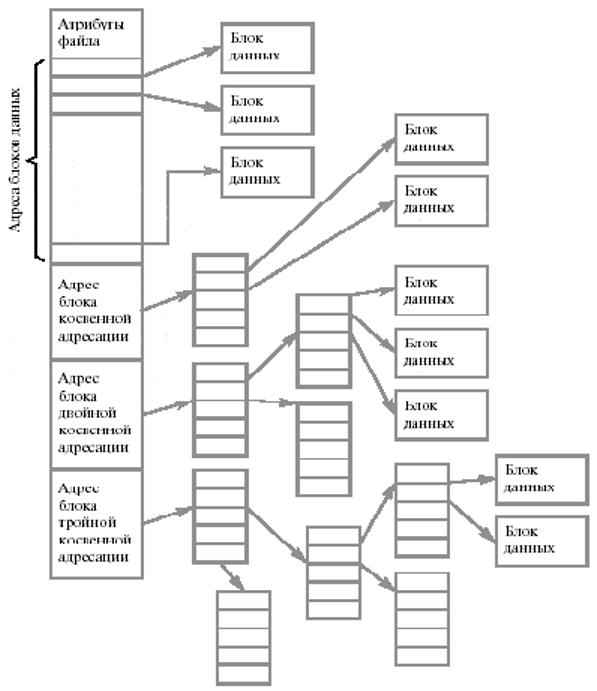 Атрибуты
файла
Адреса блоков данных
Блок
данных
Блок
данных
Блок
данных
Блок
данных
Блок
данных
Адрес
блока
косвенной
адресации
Блок
данных
Блок
данных
Блок
данных
Адрес
блока
двойной
косвенной
адресации
Адрес
блока
тройной
косвенной
адресации
Блок
данных
Блок
данных